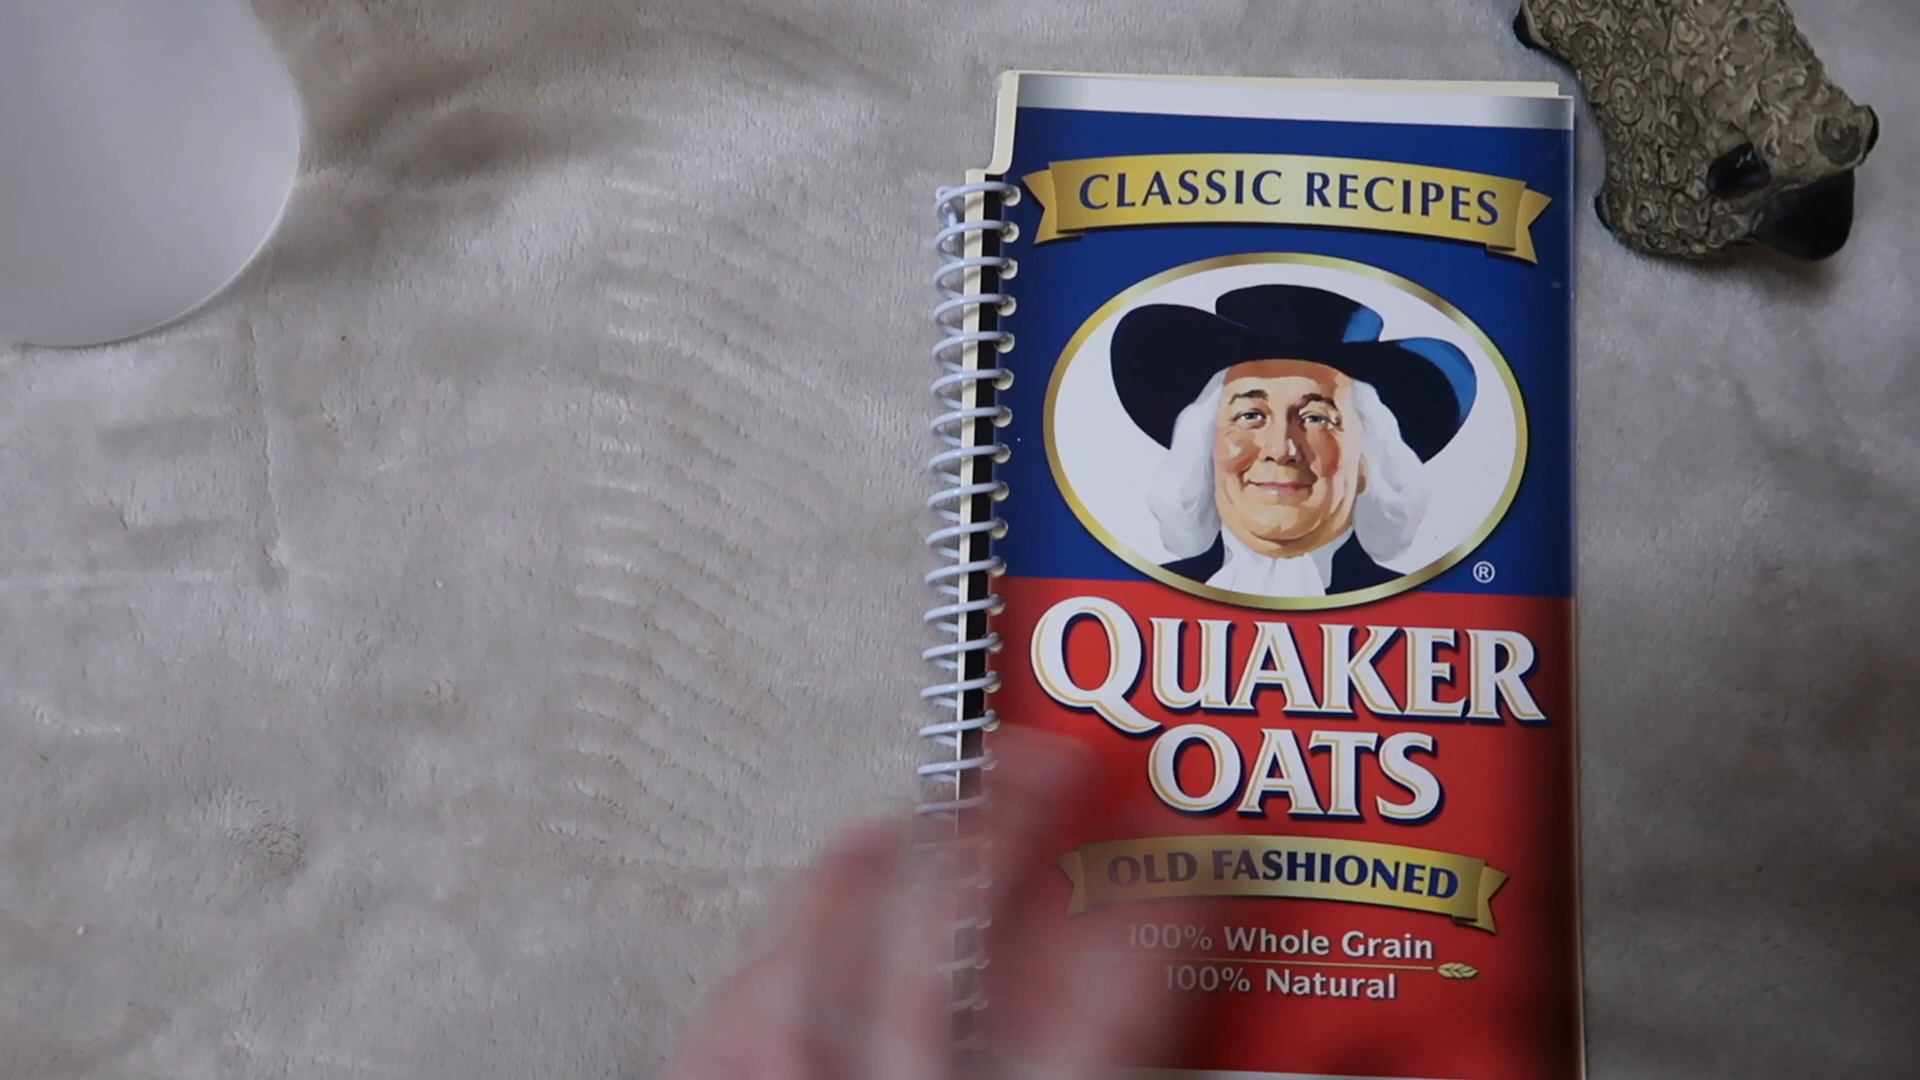 CLASSIC RECIPES
®
QUAKER
OATS
OLD FASHIONED
100% Whole Grain
100% Natural